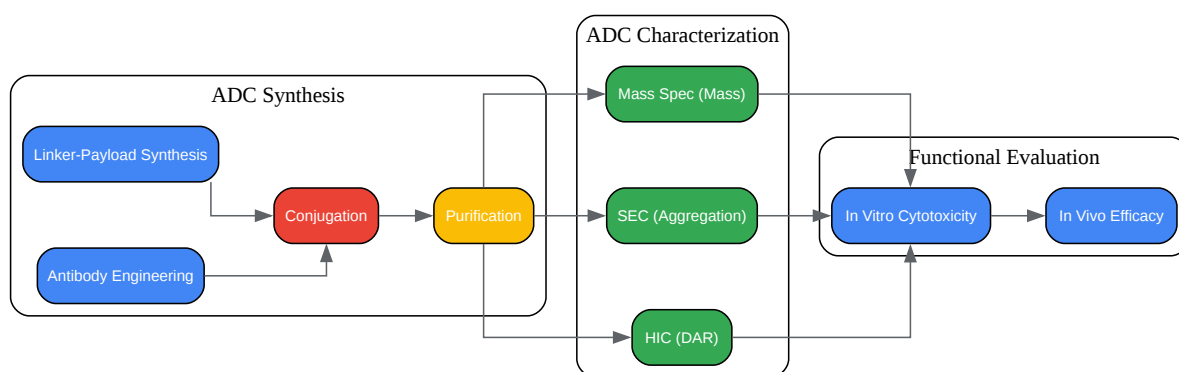 ADC Synthesis
Linker-Payload Synthesis
Antibody Engineering
Conjugation
Purification
ADC Characterization
Mass Spec (Mass)
SEC (Aggregation)
HIC (DAR)
Functional Evaluation
In Vitro Cytotoxicity
In Vivo Efficacy